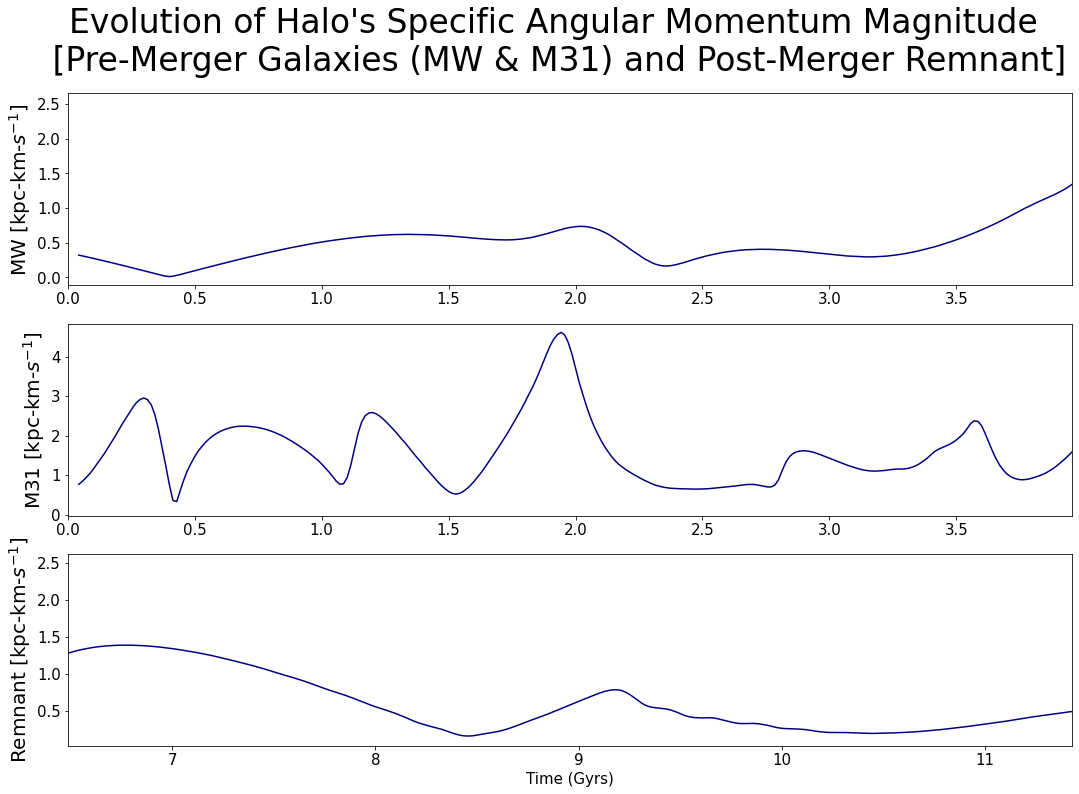 Evolution of Halo's Specific Angular Momentum Magnitude
[Pre-Merger Galaxies (MW & M31) and Post-Merger Remnant]
MW [kpc-km-s⁻¹]
2.5
2.0
1.5
1.0
0.5
0.0
0.0 0.5 1.0 1.5 2.0 2.5 3.0 3.5
M31 [kpc-km-s⁻¹]
4
3
2
1
0
0.0 0.5 1.0 1.5 2.0 2.5 3.0 3.5
Remnant [kpc-km-s⁻¹]
2.5
2.0
1.5
1.0
0.5
7 8 9 10 11
Time (Gyrs)